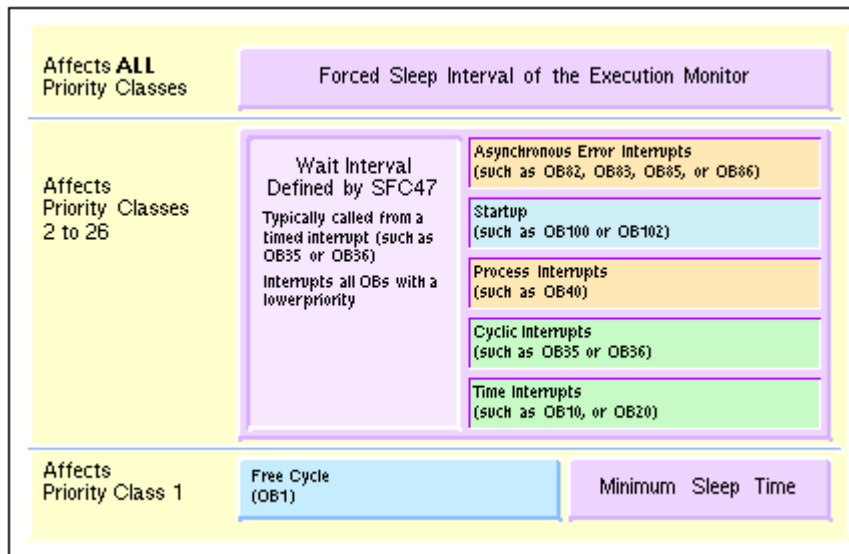 Affects ALL
Priority Classes
Forced Sleep Interval of the Execution Monitor
Affects
Priority Classes
2 to 26
Wait Interval
Defined by SFC47
Typically called from a
timed interrupt (such as
OB35 or OB36)
Interrupts all OBs with a
lowerpriority
Asynchronous Error Interrupts
(such as OB82, OB83, OB85, or OB86)
Startup
(such as OB100 or OB102)
Process Interrupts
(such as OB40)
Cyclic Interrupts
(such as OB35 or OB36)
Time Interrupts
(such as OB10, or OB20)
Affects
Priority Class 1
Free Cycle
(OB1)
Minimum Sleep Time